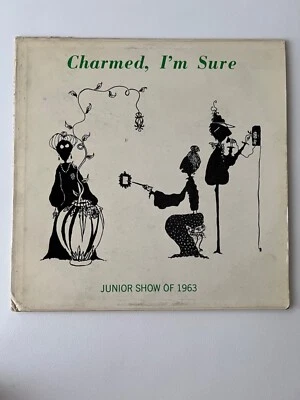 Charmed, I'm Sure
JUNIOR SHOW OF 1963